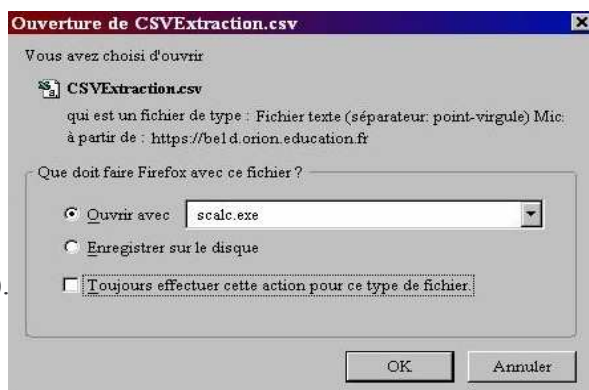 Ouverture de CSVExtraction.csv
Vous avez choisi d'ouvrir
CSVExtraction.csv
qui est un fichier de type : Fichier texte (séparateur: point-virgule) Mic
à partir de : https://bel d.orion.education.fr
Que doit faire Firefox avec ce fichier ?
Ouvrir avec scalc.exe
Enregistrer sur le disque
Toujours effectuer cette action pour ce type de fichier.
OK Annuler